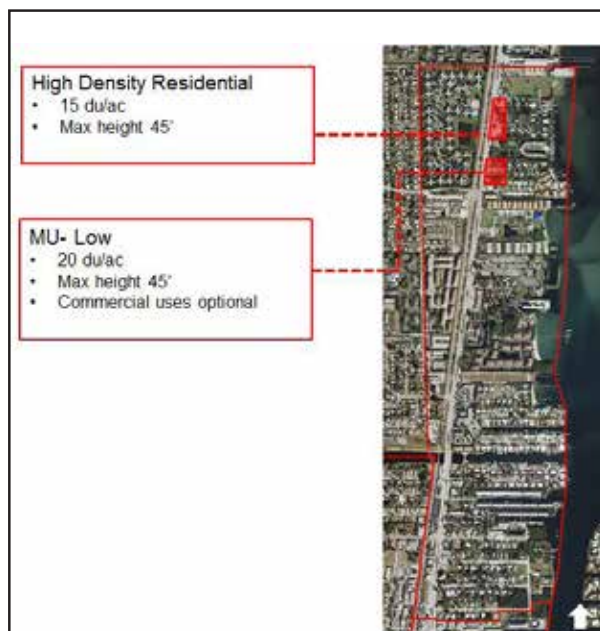 High Density Residential
• 15 du/ac
• Max height 45'
MU- Low
• 20 du/ac
• Max height 45'
• Commercial uses optional